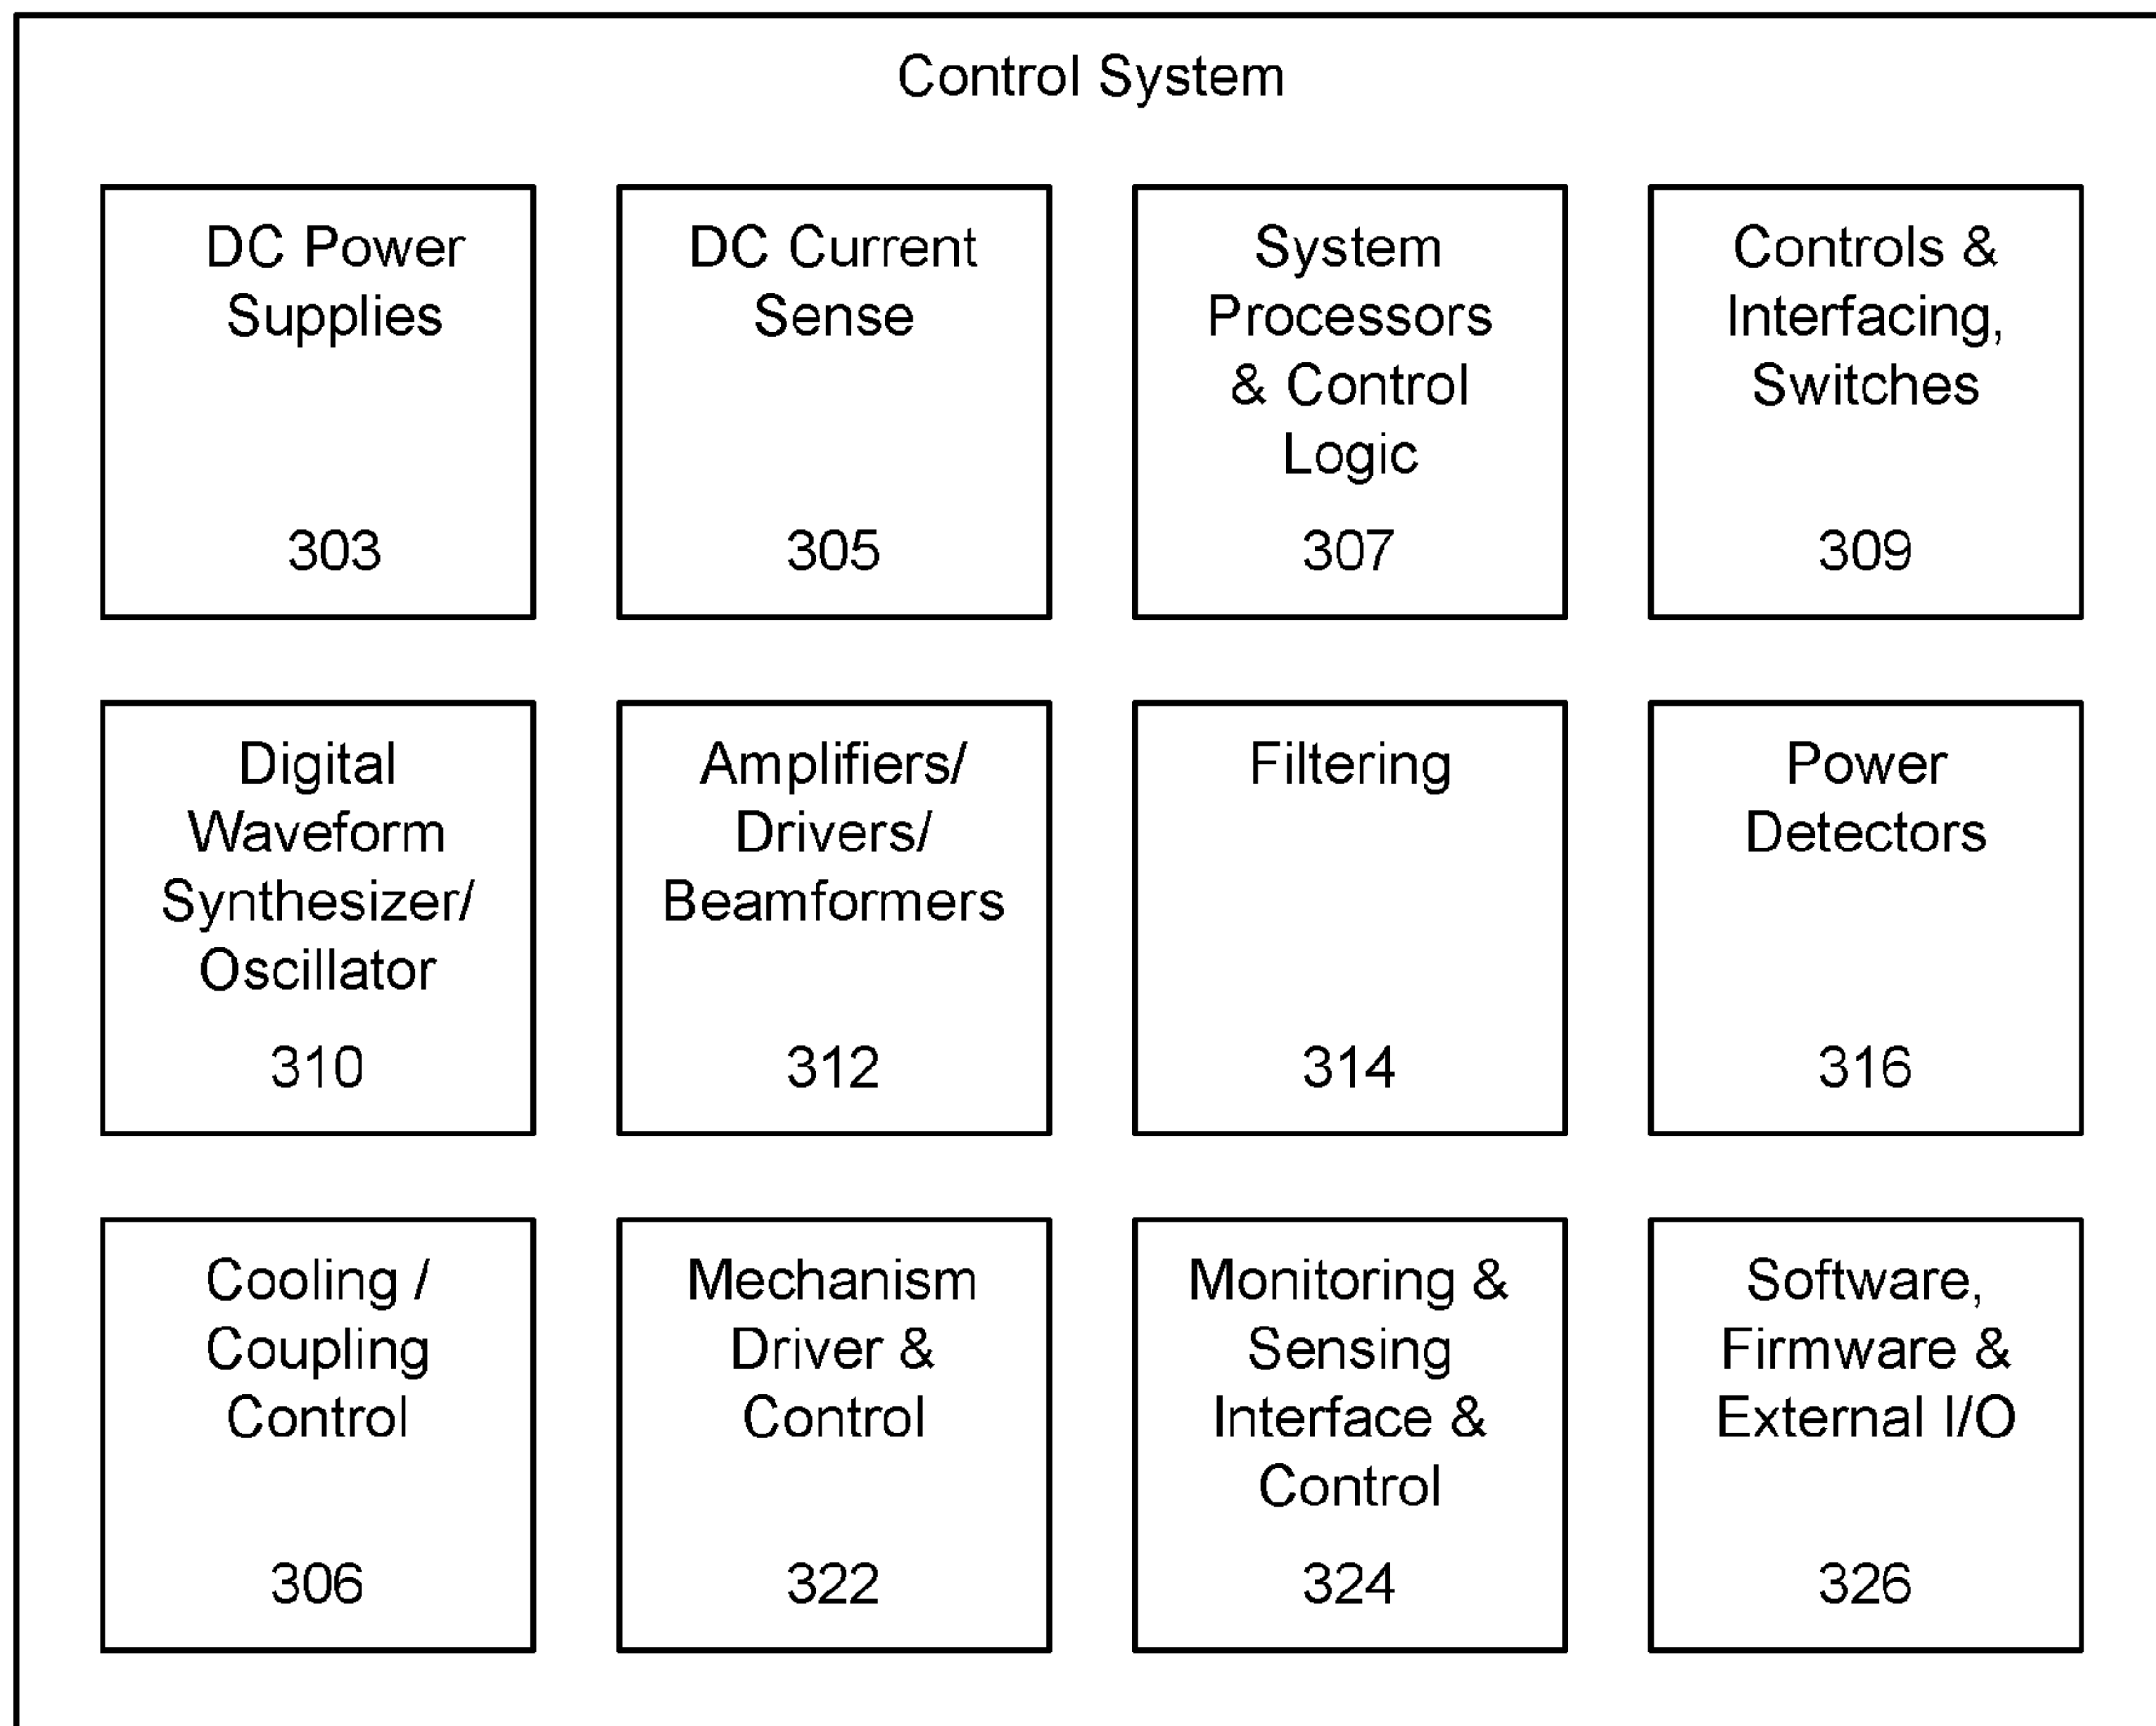 Control System
DC Power
Supplies
303
DC Current
Sense
305
System
Processors
& Control
Logic
307
Controls &
Interfacing,
Switches
309
Digital
Waveform
Synthesizer/
Oscillator
310
Amplifiers/
Drivers/
Beamformers
312
Filtering
314
Power
Detectors
316
Cooling /
Coupling
Control
306
Mechanism
Driver &
Control
322
Monitoring &
Sensing
Interface &
Control
324
Software,
Firmware &
External I/O
326